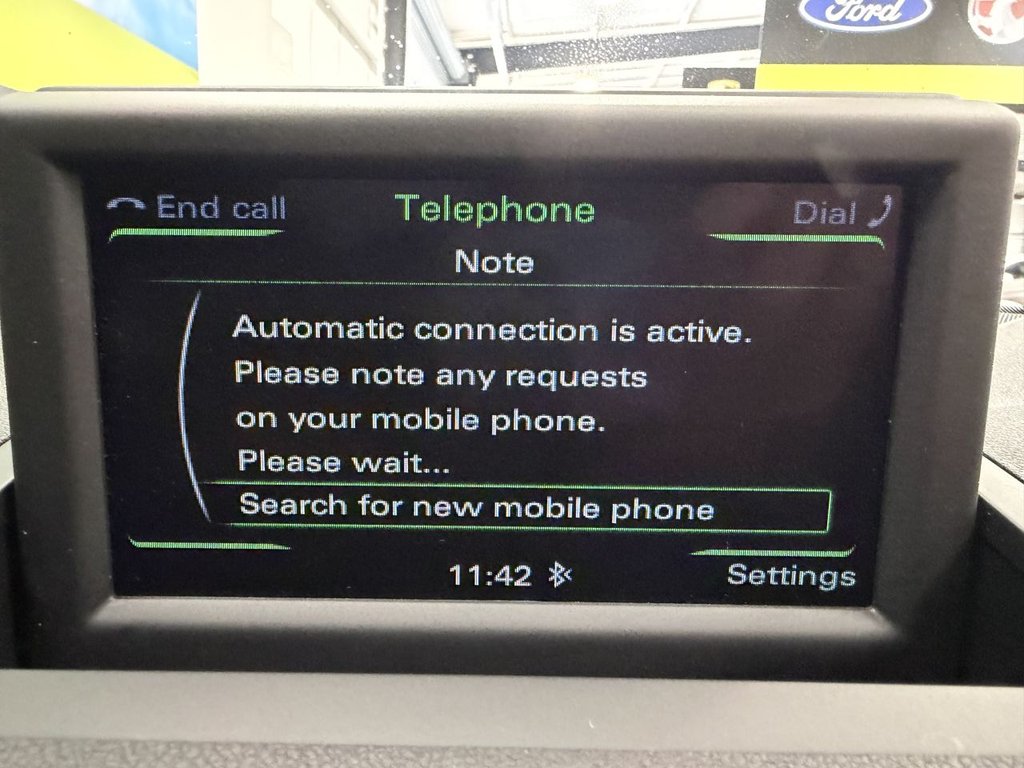 Ford
End call
Telephone
Dial
Note
Automatic connection is active.
Please note any requests
on your mobile phone.
Please wait...
Search for new mobile phone
11:42
Settings